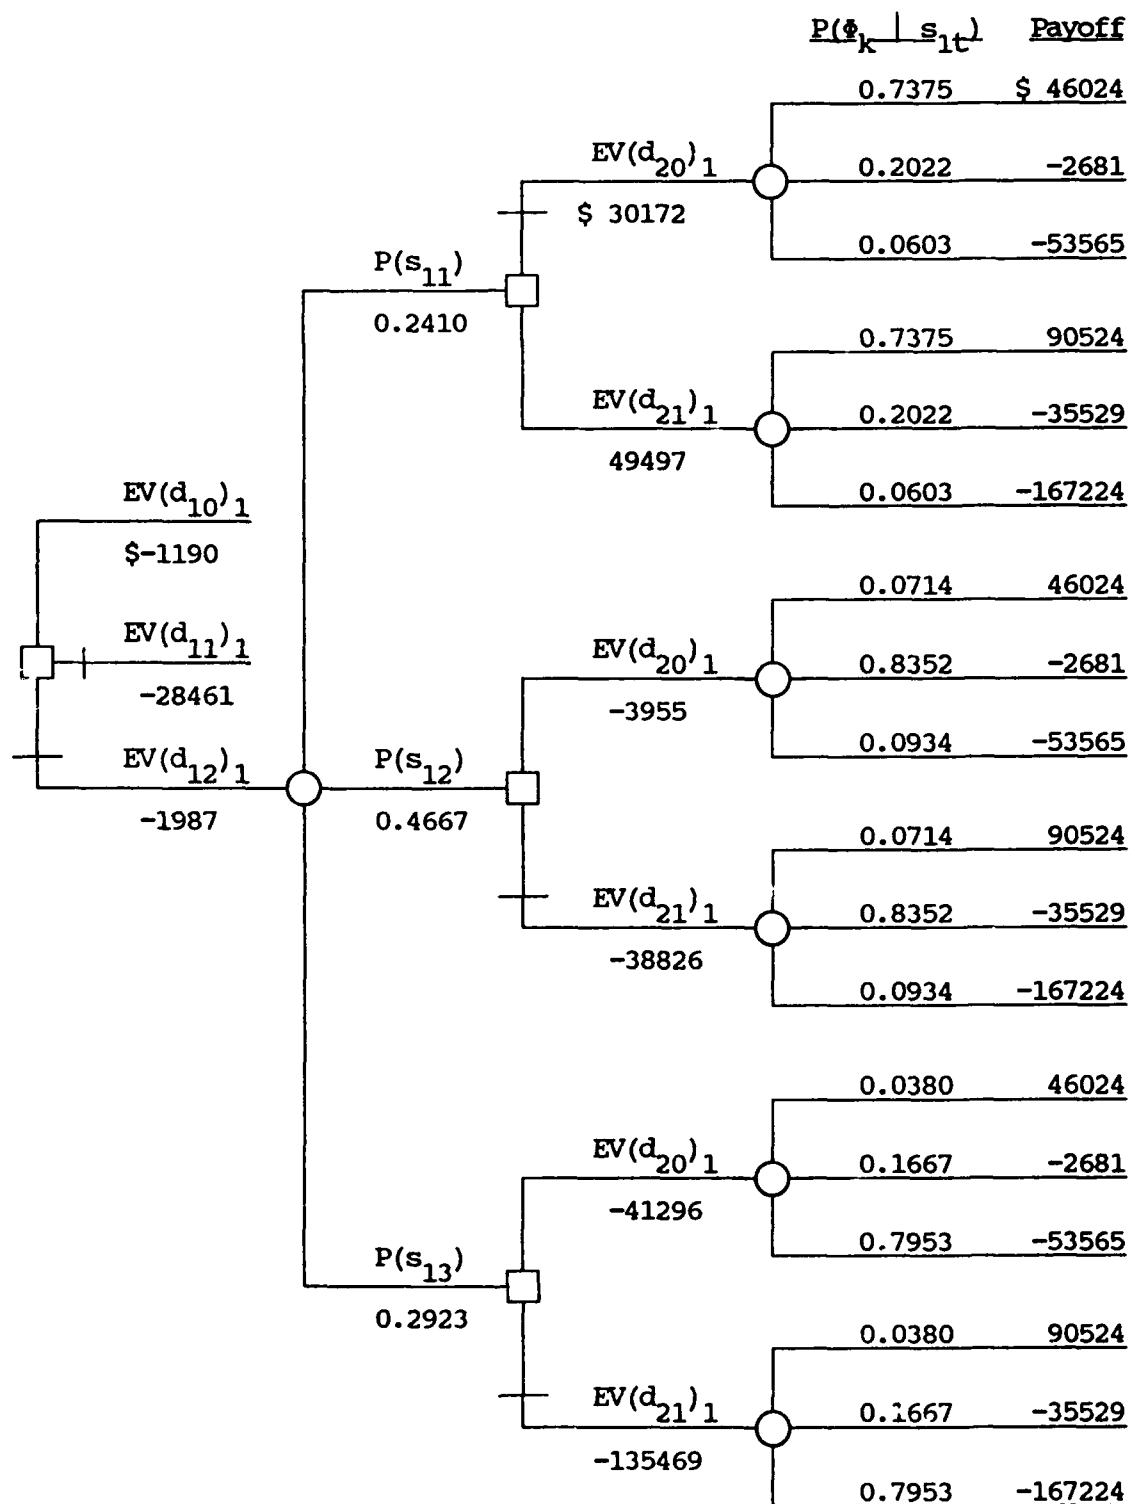 P(Φk | s1t) Payoff
0.7375 $ 46024
EV(d20)1 0.2022 -2681
$ 30172
0.0603 -53565
P(s11)
0.2410
0.7375 90524
EV(d21)1 0.2022 -35529
49497
0.0603 -167224
EV(d10)1
$-1190
0.0714 46024
EV(d11)1
-28461
EV(d20)1 0.8352 -2681
-3955
0.0934 -53565
EV(d12)1 P(s12)
-1987 0.4667
0.0714 90524
EV(d21)1 0.8352 -35529
-38826
0.0934 -167224
0.0380 46024
EV(d20)1 0.1667 -2681
-41296
0.7953 -53565
P(s13)
0.2923
0.0380 90524
EV(d21)1 0.1667 -35529
-135469
0.7953 -167224